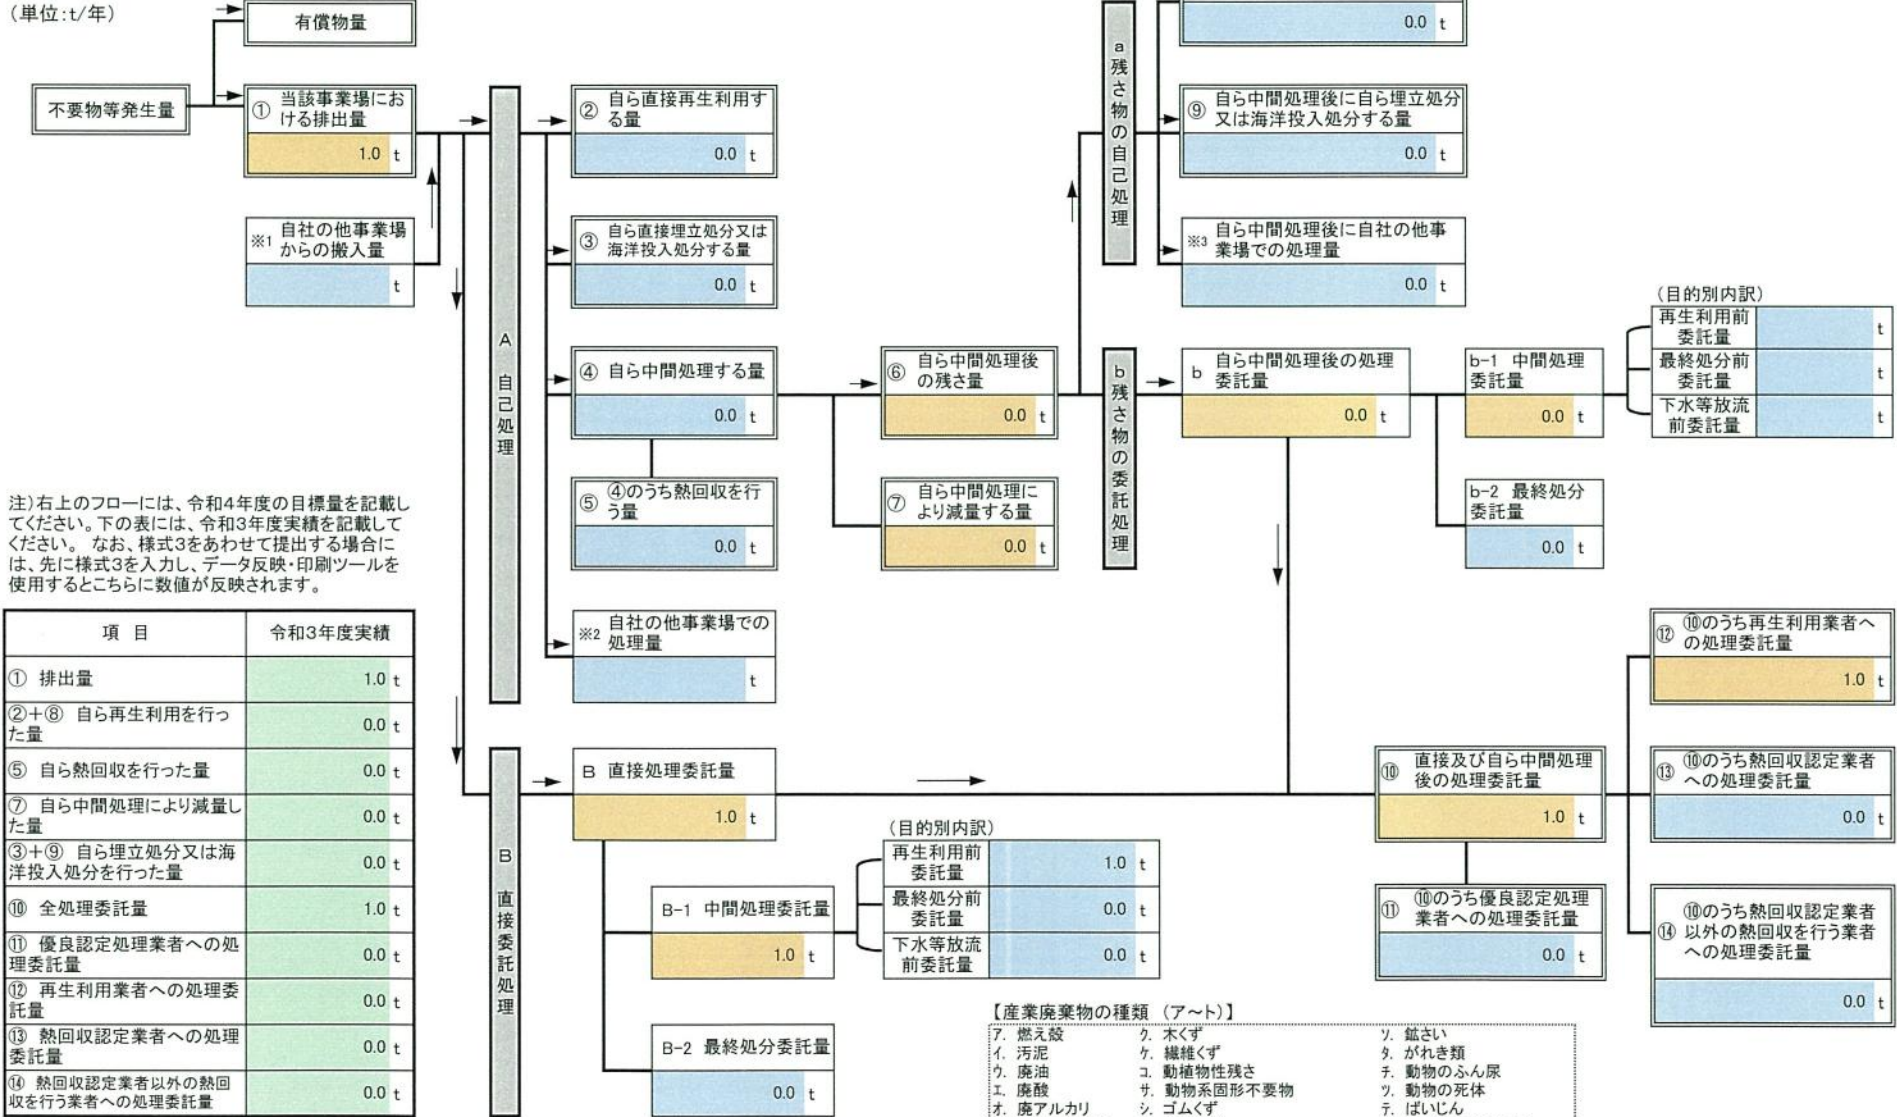 (単位:t/年)
有償物量
不要物等発生量
① 当該事業場にお
ける排出量
1.0 t
※1 自社の他事業場
からの搬入量
t
A 自己処理
② 自ら直接再生利用す
る量
0.0 t
③ 自ら直接埋立処分又は
海洋投入処分する量
0.0 t
④ 自ら中間処理する量
0.0 t
⑤ ④のうち熱回収を行
う量
0.0 t
※2 自社の他事業場での
処理量
t
⑥ 自ら中間処理後
の残さ量
0.0 t
⑦ 自ら中間処理に
より減量する量
0.0 t
a 残さ物の自己処理
0.0 t
⑨ 自ら中間処理後に自ら埋立処分
又は海洋投入処分する量
0.0 t
※3 自ら中間処理後に自社の他事
業場での処理量
0.0 t
b 残さ物の委託処理
b 自ら中間処理後の処理
委託量
0.0 t
b-1 中間処理
委託量
0.0 t
(目的別内訳)
再生利用前
委託量
t
最終処分前
委託量
t
下水等放流
前委託量
t
b-2 最終処分
委託量
0.0 t
注)右上のフローには、令和4年度の目標量を記載し
てください。下の表には、令和3年度実績を記載して
ください。 なお、様式3をあわせて提出する場合に
は、先に様式3を入力し、データ反映・印刷ツールを
使用するとこちらに数値が反映されます。
項 目 令和3年度実績
① 排出量 1.0 t
②+⑧ 自ら再生利用を行っ
た量 0.0 t
⑤ 自ら熱回収を行った量 0.0 t
⑦ 自ら中間処理により減量し
た量 0.0 t
③+⑨ 自ら埋立処分又は海
洋投入処分を行った量 0.0 t
⑩ 全処理委託量 1.0 t
⑪ 優良認定処理業者への処
理委託量 0.0 t
⑫ 再生利用業者への処理委
託量 0.0 t
⑬ 熱回収認定業者への処理
委託量 0.0 t
⑭ 熱回収認定業者以外の熱回
収を行う業者への処理委託量 0.0 t
B 直接委託処理
B 直接処理委託量
1.0 t
B-1 中間処理委託量
1.0 t
(目的別内訳)
再生利用前
委託量 1.0 t
最終処分前
委託量 0.0 t
下水等放流
前委託量 0.0 t
B-2 最終処分委託量
0.0 t
⑩ 直接及び自ら中間処理
後の処理委託量
1.0 t
⑪ ⑩のうち優良認定処理
業者への処理委託量
0.0 t
⑫ ⑩のうち再生利用業者へ
の処理委託量
1.0 t
⑬ ⑩のうち熱回収認定業者
への処理委託量
0.0 t
⑭ ⑩のうち熱回収認定業者
以外の熱回収を行う業者
への処理委託量
0.0 t
【産業廃棄物の種類 (ア~ト)】
ア. 燃え殻 ク. 木くず ソ. 鉱さい
イ. 汚泥 ケ. 繊維くず タ. がれき類
ウ. 廃油 コ. 動植物性残さ チ. 動物のふん尿
エ. 廃酸 サ. 動物系固形不要物 ツ. 動物の死体
オ. 廃アルカリ シ. ゴムくず テ. ばいじん